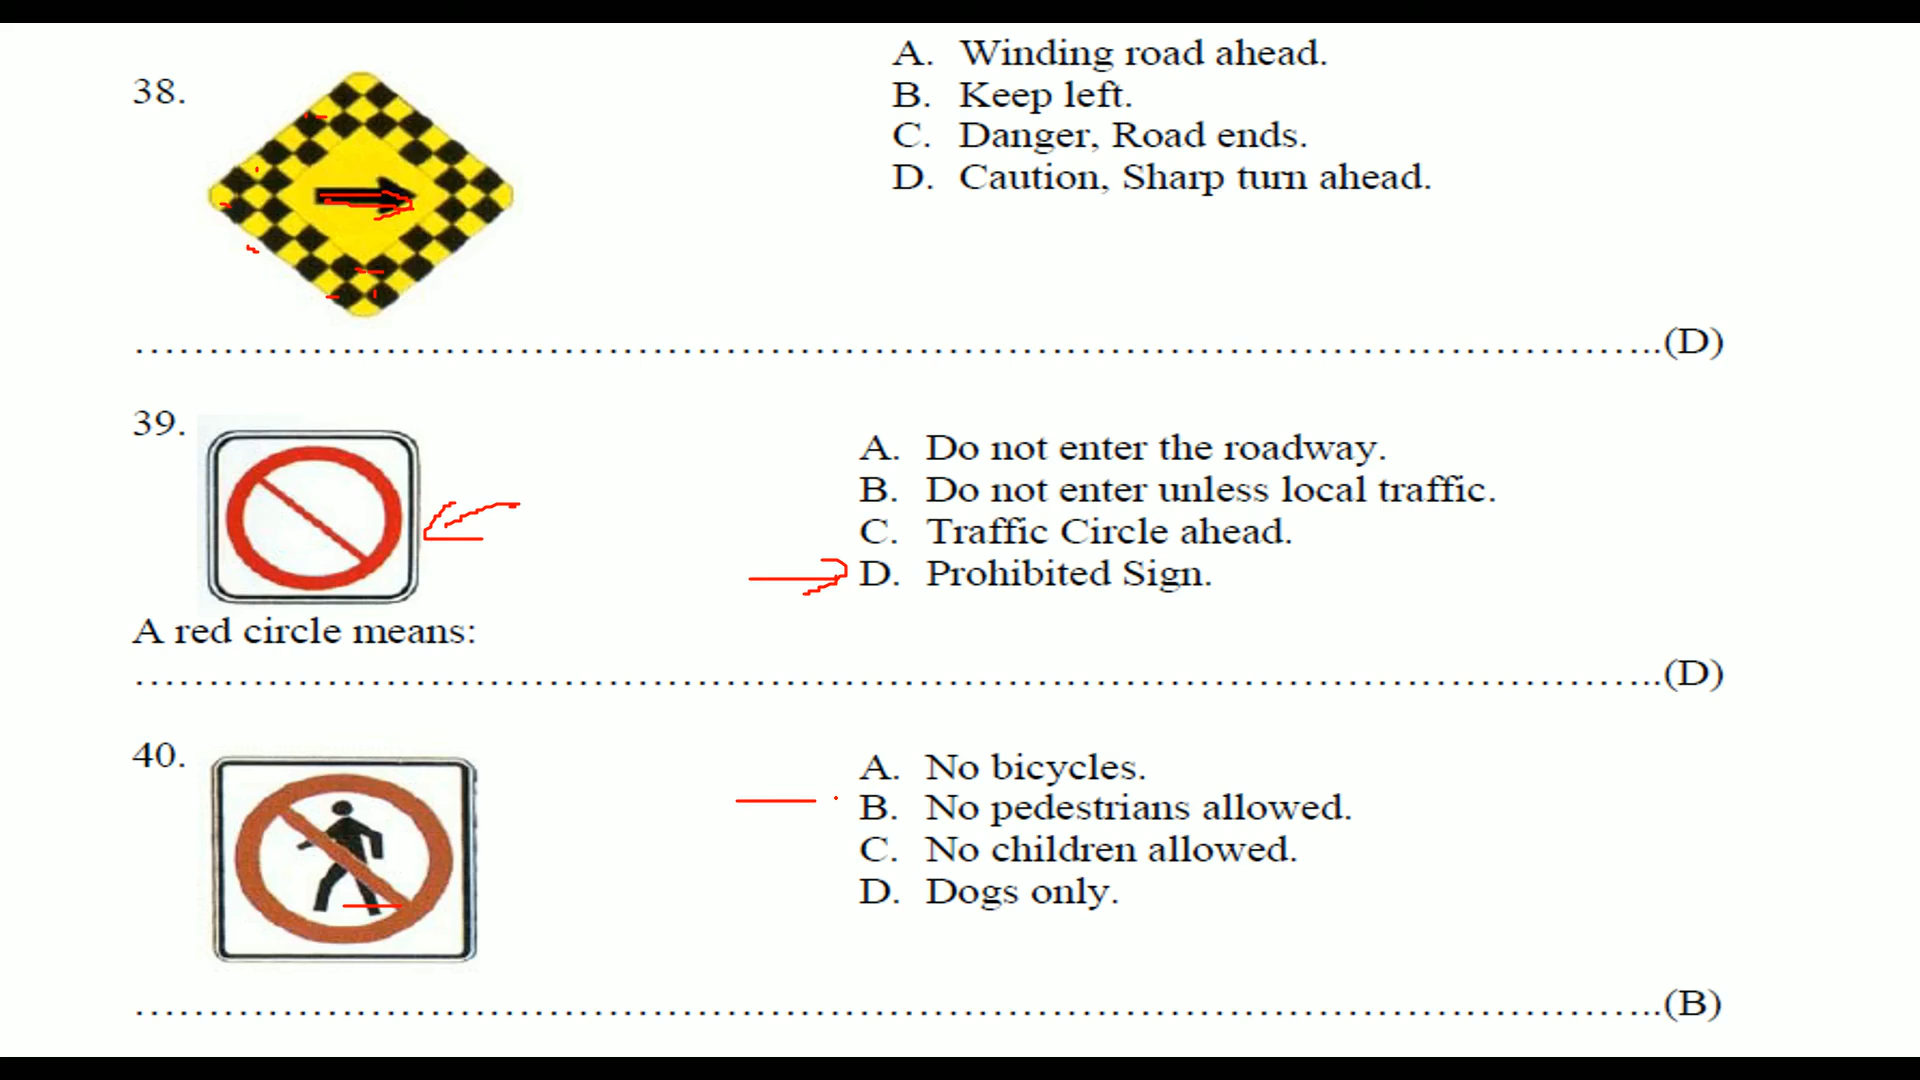 38.
A. Winding road ahead.
B. Keep left.
C. Danger, Road ends.
D. Caution, Sharp turn ahead.
........................................................................................(D)
39.
A. Do not enter the roadway.
B. Do not enter unless local traffic.
C. Traffic Circle ahead.
D. Prohibited Sign.
A red circle means:
........................................................................................(D)
40.
A. No bicycles.
B. No pedestrians allowed.
C. No children allowed.
D. Dogs only.
........................................................................................(B)